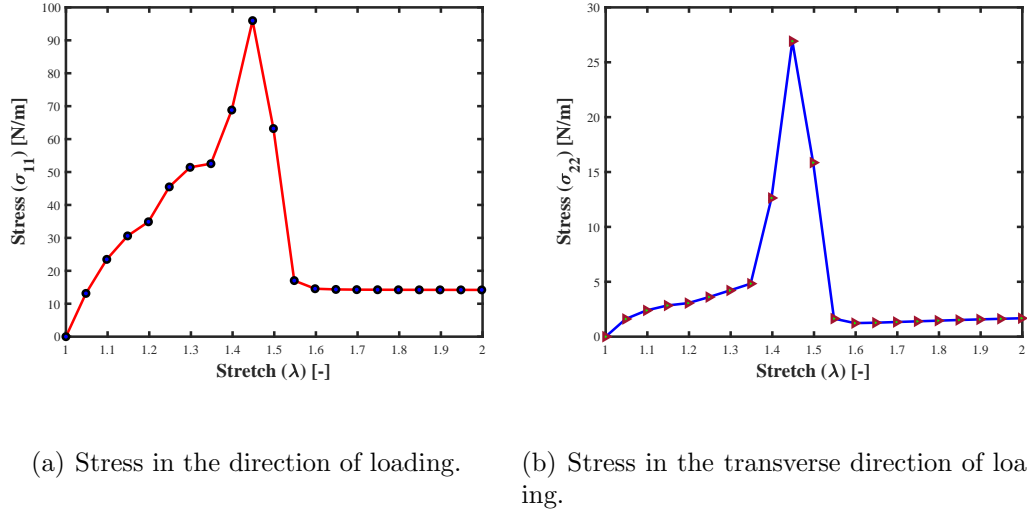 100
90
80
70
60
50
40
30
20
10
0
Stress (σ11) [N/m]
1 1.1 1.2 1.3 1.4 1.5 1.6 1.7 1.8 1.9 2
Stretch (λ) [-]
30
25
20
15
10
5
0
Stress (σ22) [N/m]
1 1.1 1.2 1.3 1.4 1.5 1.6 1.7 1.8 1.9 2
Stretch (λ) [-]
(a) Stress in the direction of loading.
(b) Stress in the transverse direction of loa
ing.